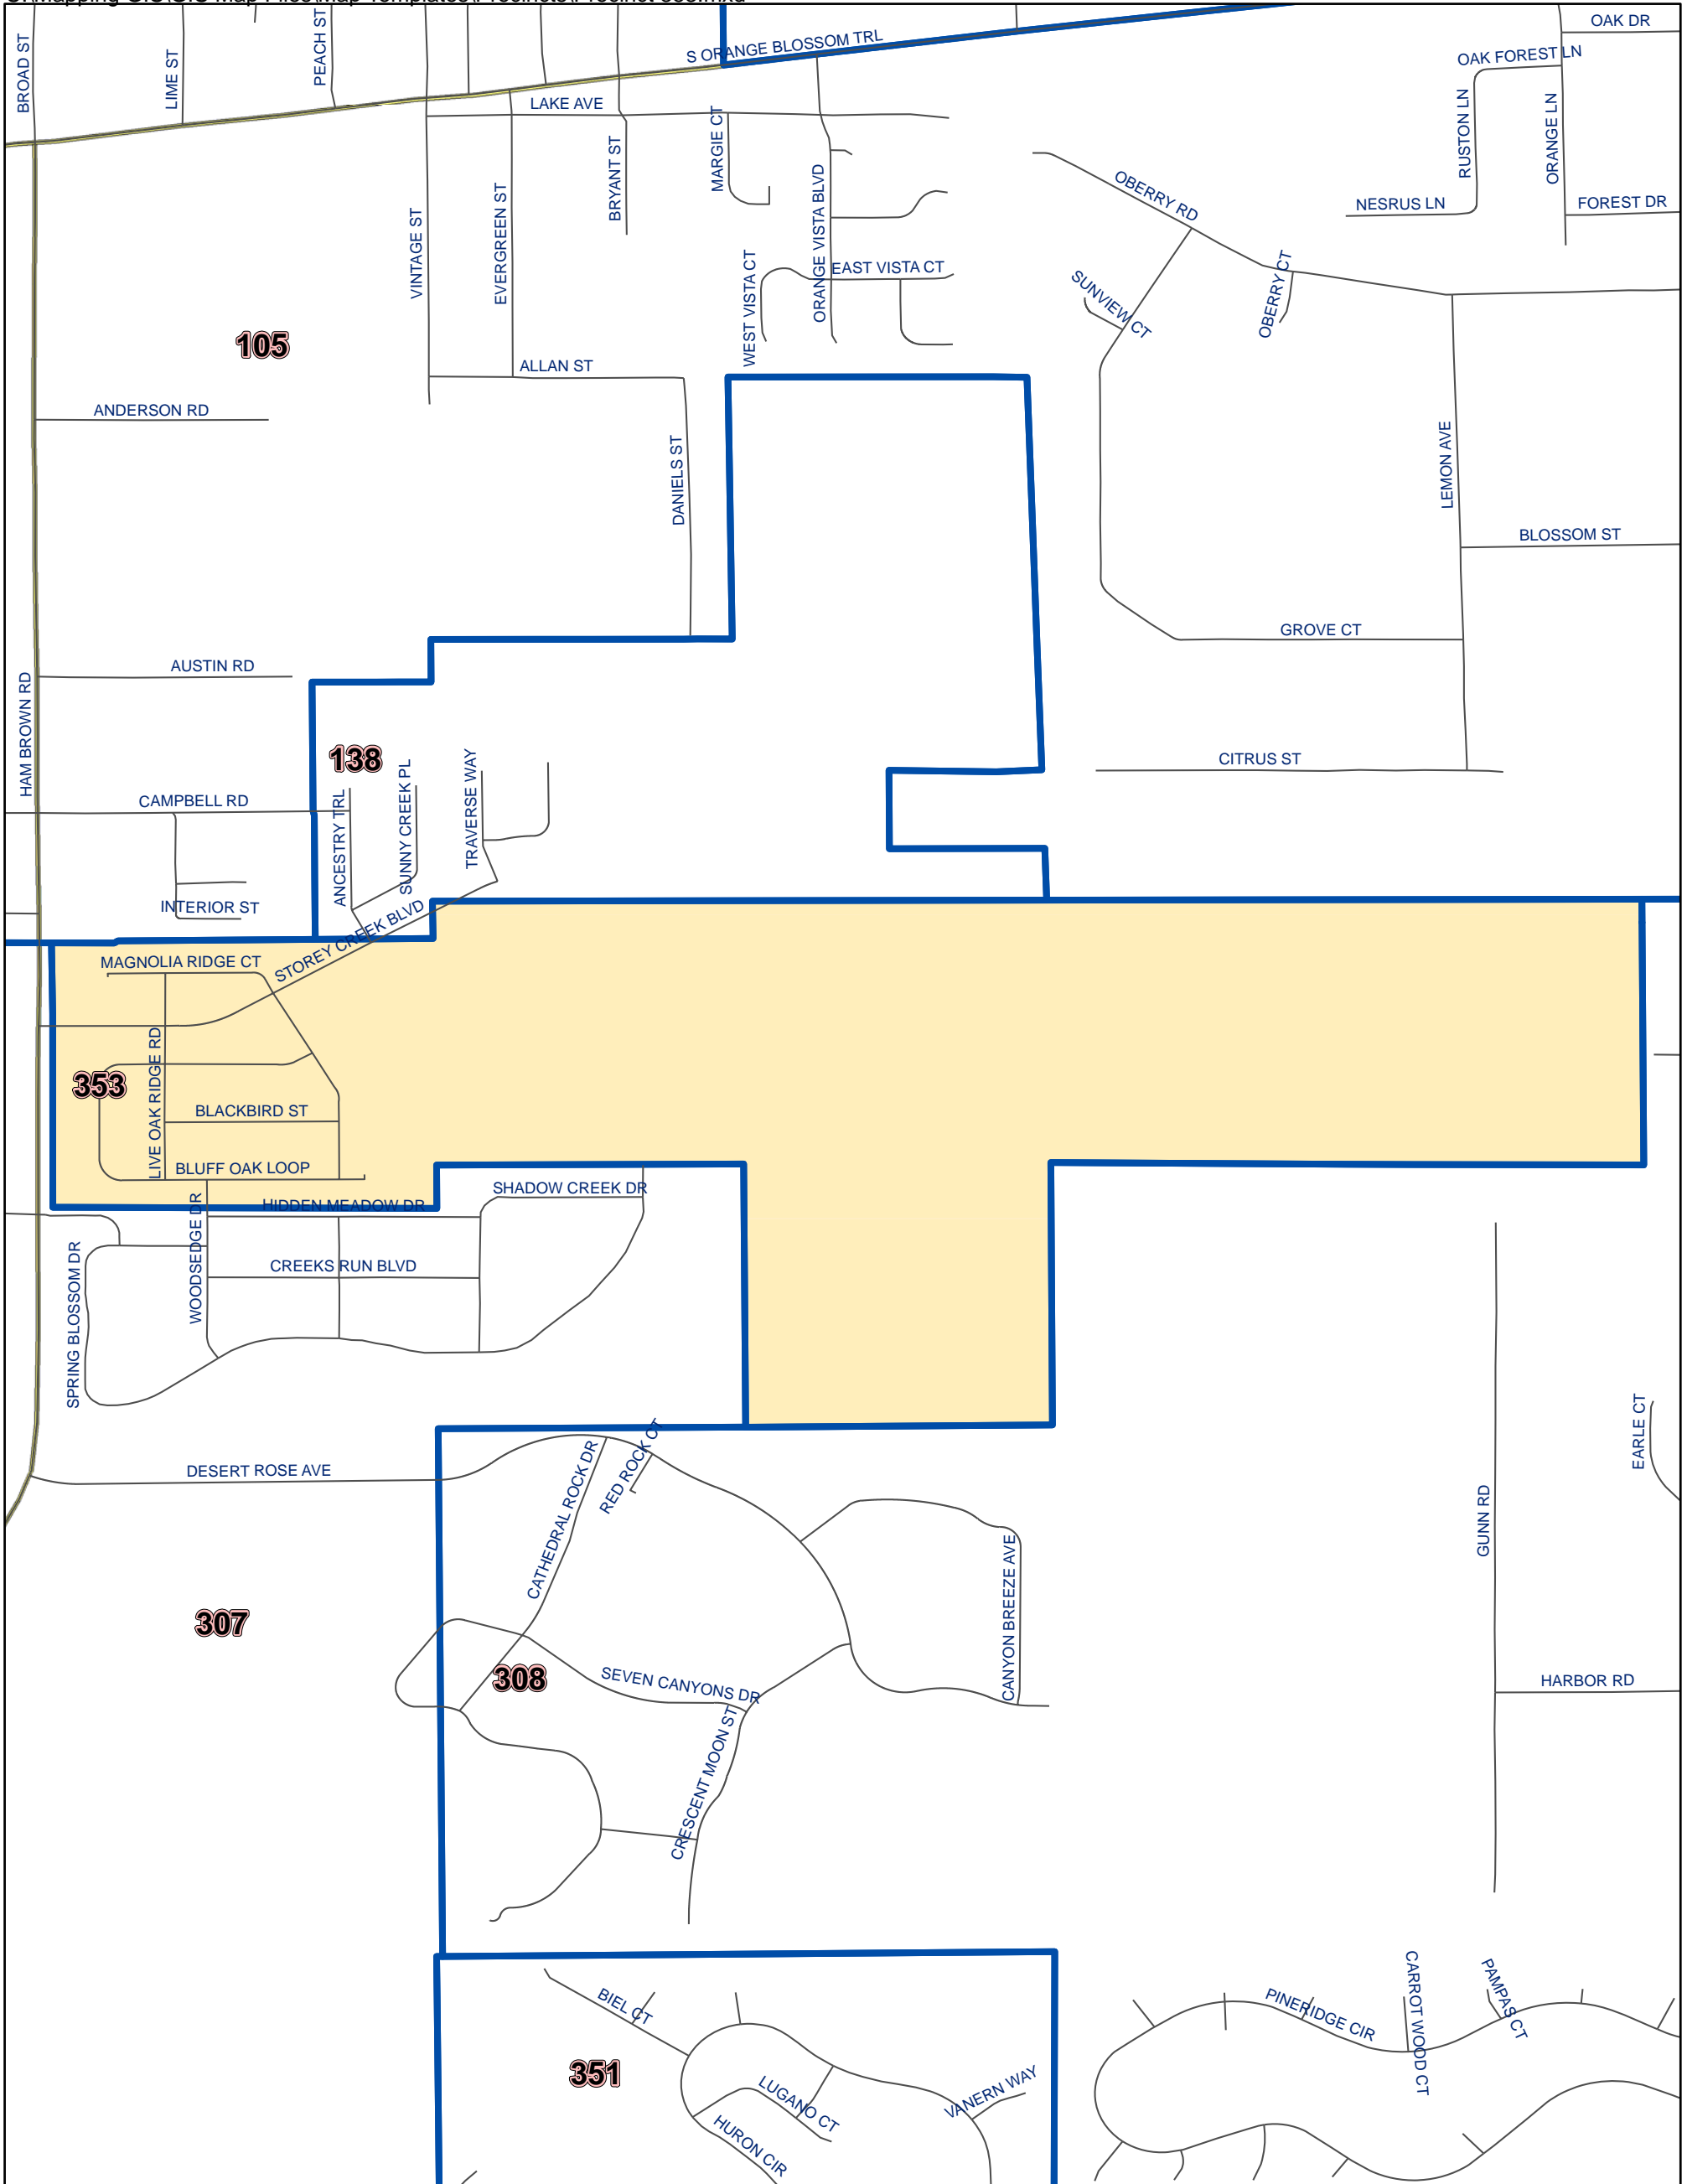 BROAD ST
LIME ST
PEACH ST
S ORANGE BLOSSOM TRL
OAK DR
OAK FOREST LN
RUSTON LN
ORANGE LN
LAKE AVE
BRYANT ST
MARGIE CT
ORANGE VISTA BLVD
OBERRY RD
NESRUS LN
FOREST DR
VINTAGE ST
EVERGREEN ST
WEST VISTA CT
EAST VISTA CT
SUNVIEW CT
OBERRY CT
105
ALLAN ST
ANDERSON RD
DANIELS ST
LEMON AVE
BLOSSOM ST
GROVE CT
AUSTIN RD
HAM BROWN RD
138
CITRUS ST
CAMPBELL RD
ANCESTRY TRL
SUNNY CREEK PL
TRAVERSE WAY
INTERIOR ST
STOREY CREEK BLVD
MAGNOLIA RIDGE CT
353
LIVE OAK RIDGE RD
BLACKBIRD ST
BLUFF OAK LOOP
SHADOW CREEK DR
HIDDEN MEADOW DR
WOODSEDGE DR
SPRING BLOSSOM DR
CREEKS RUN BLVD
DESERT ROSE AVE
CATHEDRAL ROCK DR
RED ROCK CT
EARLE CT
GUNN RD
CANYON BREEZE AVE
307
308
SEVEN CANYONS DR
HARBOR RD
CRESCENT MOON ST
BIEL CT
PINERIDGE CIR
CARROT WOOD CT
PAMPAS CT
351
LUGANO CT
VANERN WAY
HURON CIR